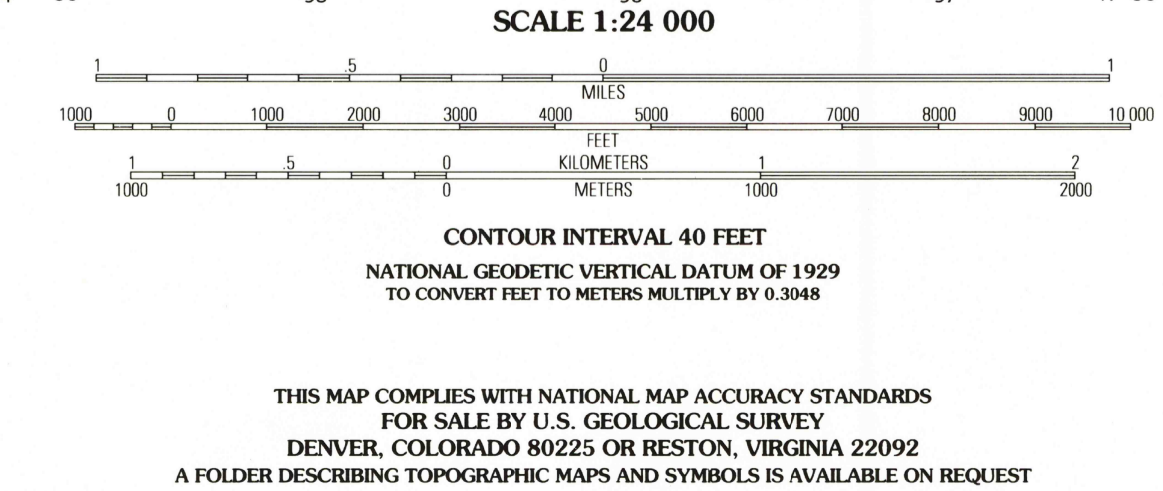 SCALE 1:24 000
1 .5 0 1
MILES
1000 0 1000 2000 3000 4000 5000 6000 7000 8000 9000 10 000
FEET
1 .5 0 KILOMETERS 1 2
1000 0 METERS 1000 2000
CONTOUR INTERVAL 40 FEET
NATIONAL GEODETIC VERTICAL DATUM OF 1929
TO CONVERT FEET TO METERS MULTIPLY BY 0.3048
THIS MAP COMPLIES WITH NATIONAL MAP ACCURACY STANDARDS
FOR SALE BY U.S. GEOLOGICAL SURVEY
DENVER, COLORADO 80225 OR RESTON, VIRGINIA 22092
A FOLDER DESCRIBING TOPOGRAPHIC MAPS AND SYMBOLS IS AVAILABLE ON REQUEST